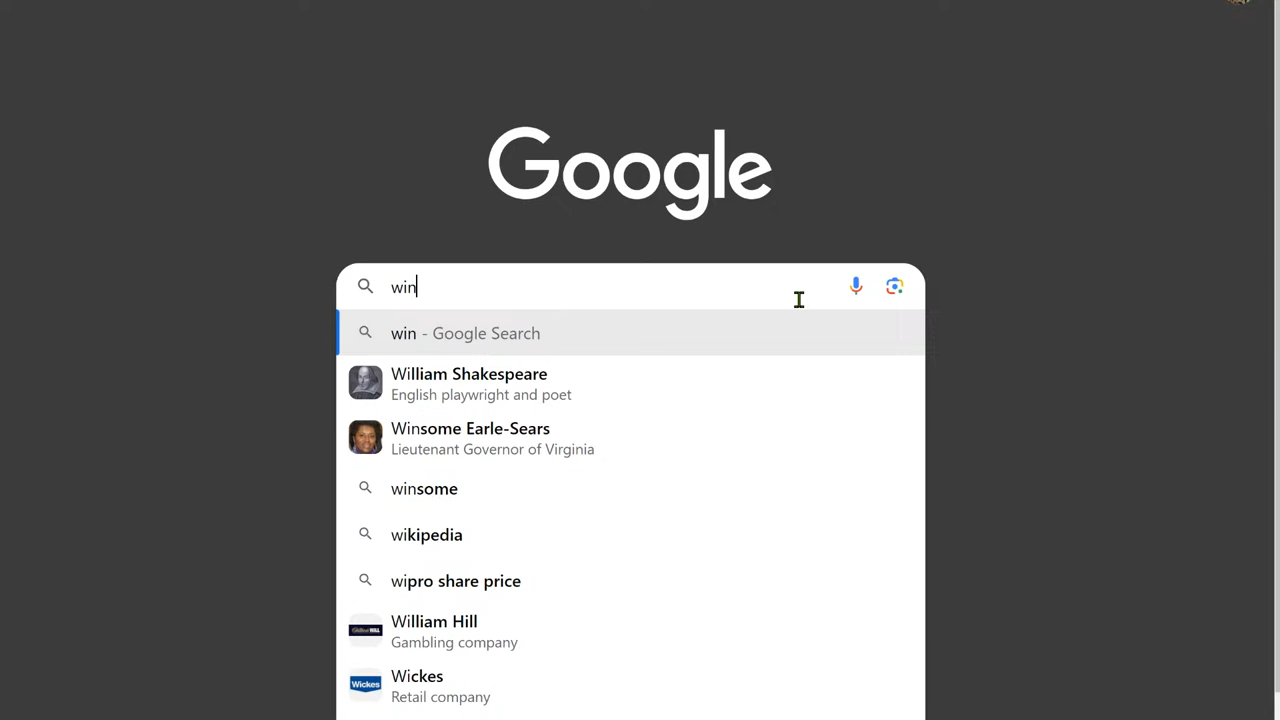 Google
win
win - Google Search
William Shakespeare
English playwright and poet
Winsome Earle-Sears
Lieutenant Governor of Virginia
winsome
wikipedia
wipro share price
William Hill
Gambling company
Wickes
Wickes
Retail company